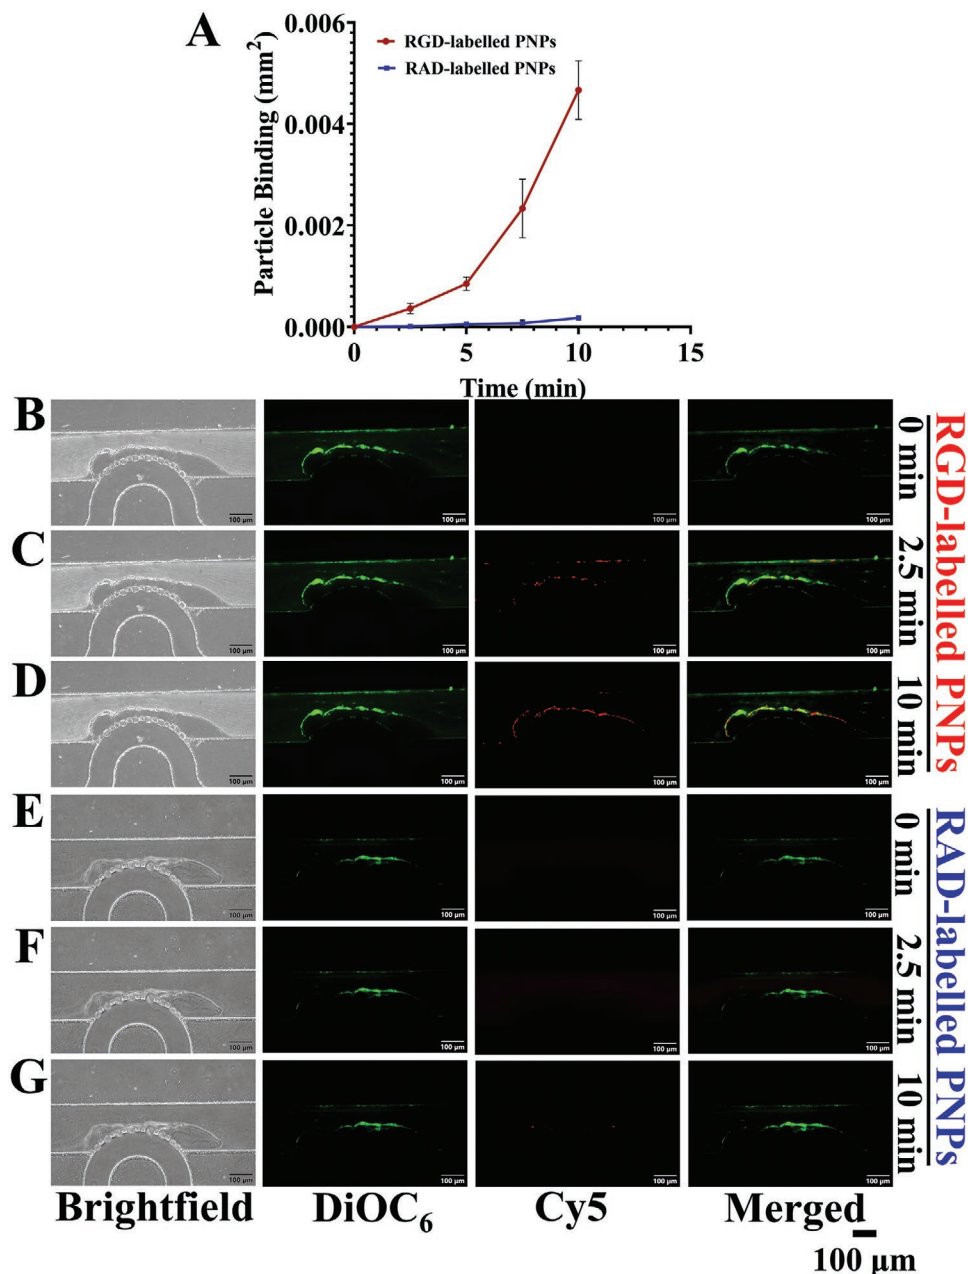 A
0.006
0.004
0.002
0.000
Particle Binding (mm²)
RGD-labelled PNPs
RAD-labelled PNPs
0
5
10
15
Time (min)
B
100 µm
100 µm
100 µm
100 µm
0 min
C
100 µm
100 µm
100 µm
100 µm
2.5 min
D
100 µm
100 µm
100 µm
100 µm
10 min
RGD-labelled PNPs
E
100 µm
100 µm
100 µm
100 µm
0 min
F
100 µm
100 µm
100 µm
100 µm
2.5 min
G
100 µm
100 µm
100 µm
100 µm
10 min
RAD-labelled PNPs
Brightfield DiOC₆ Cy5 Merged
100 µm